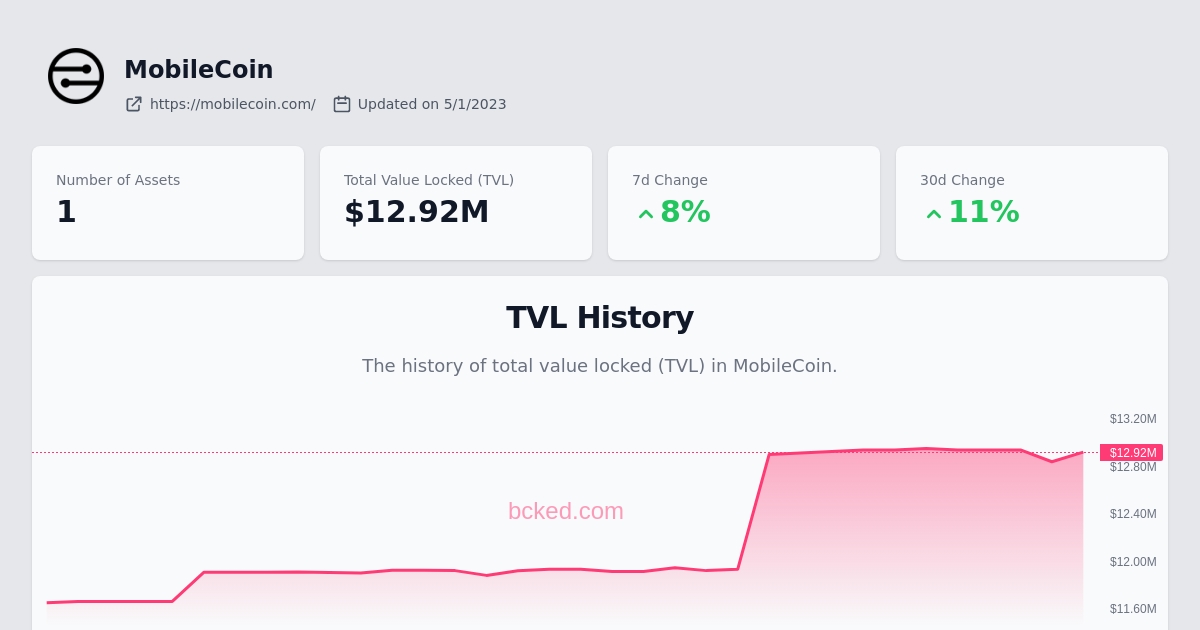 MobileCoin
https://mobilecoin.com/ Updated on 5/1/2023
Number of Assets
1
Total Value Locked (TVL)
$12.92M
7d Change
8%
30d Change
11%
TVL History
The history of total value locked (TVL) in MobileCoin.
$13.20M
$12.92M
$12.80M
bcked.com
$12.40M
$12.00M
$11.60M